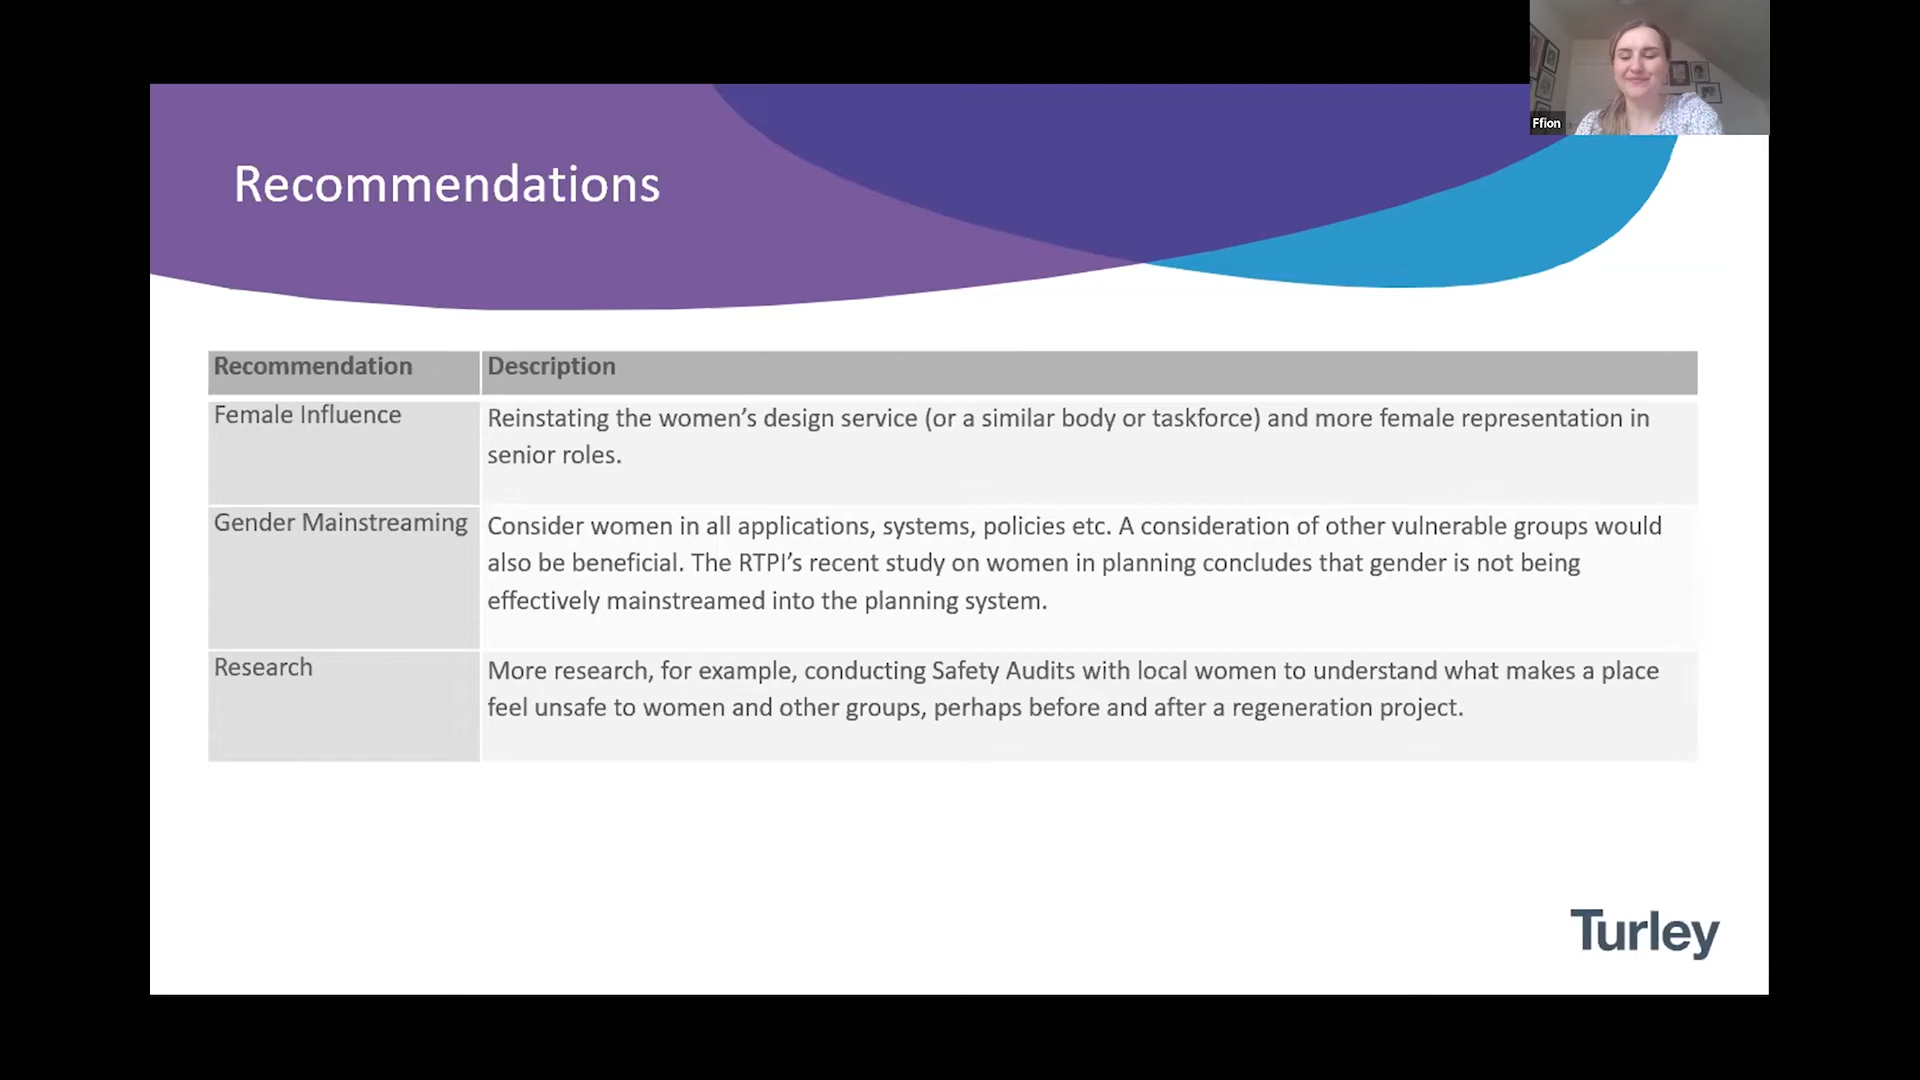 Ffion
Recommendations
Recommendation Description
Female Influence
Reinstating the women’s design service (or a similar body or taskforce) and more female representation in
senior roles.
Gender Mainstreaming
Consider women in all applications, systems, policies etc. A consideration of other vulnerable groups would
also be beneficial. The RTPI’s recent study on women in planning concludes that gender is not being
effectively mainstreamed into the planning system.
Research
More research, for example, conducting Safety Audits with local women to understand what makes a place
feel unsafe to women and other groups, perhaps before and after a regeneration project.
Turley